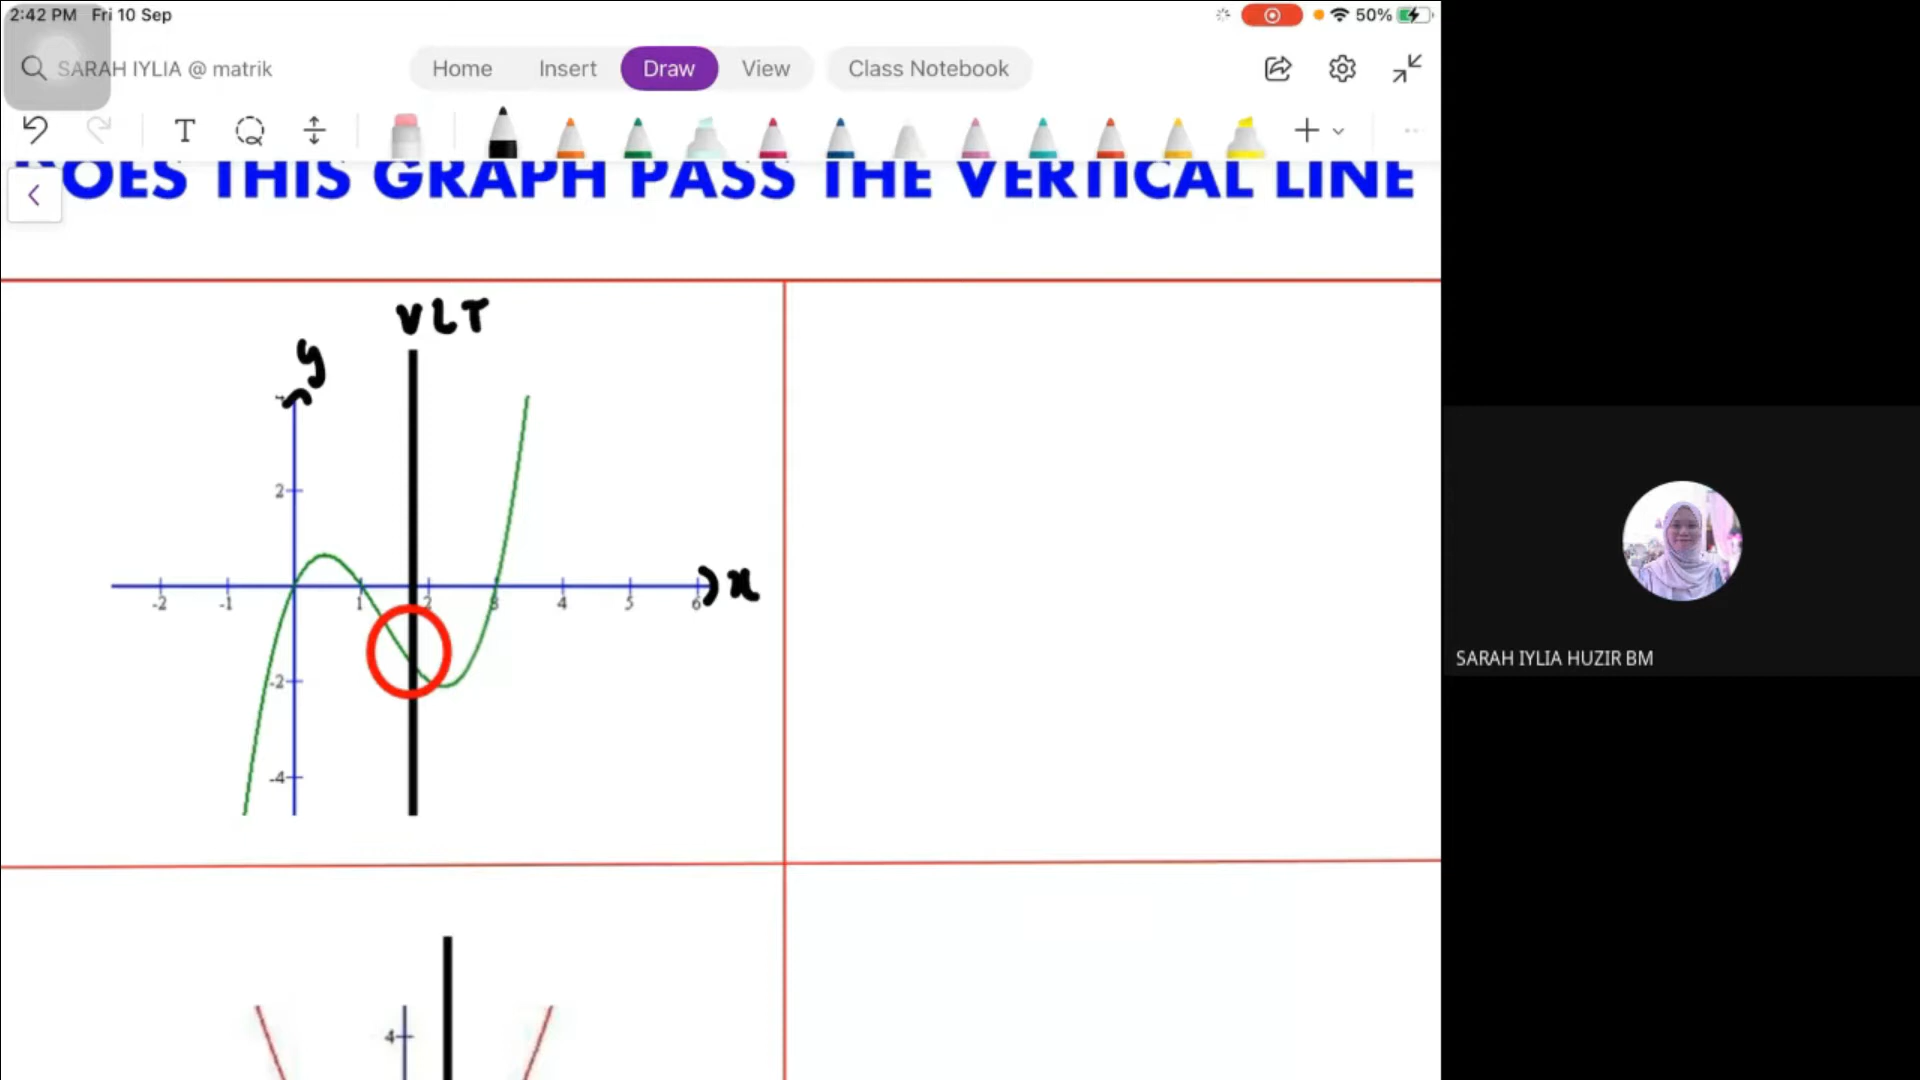 2:42 PM Fri 10 Sep
50%
SARAH IYLIA @ matrik
Home Insert Draw View Class Notebook
T
DOES THIS GRAPH PASS THE VERTICAL LINE
VLT
y
2
-2 -1 1 2 3 4 5 6 x
-2
-4
4
SARAH IYLIA HUZIR BM